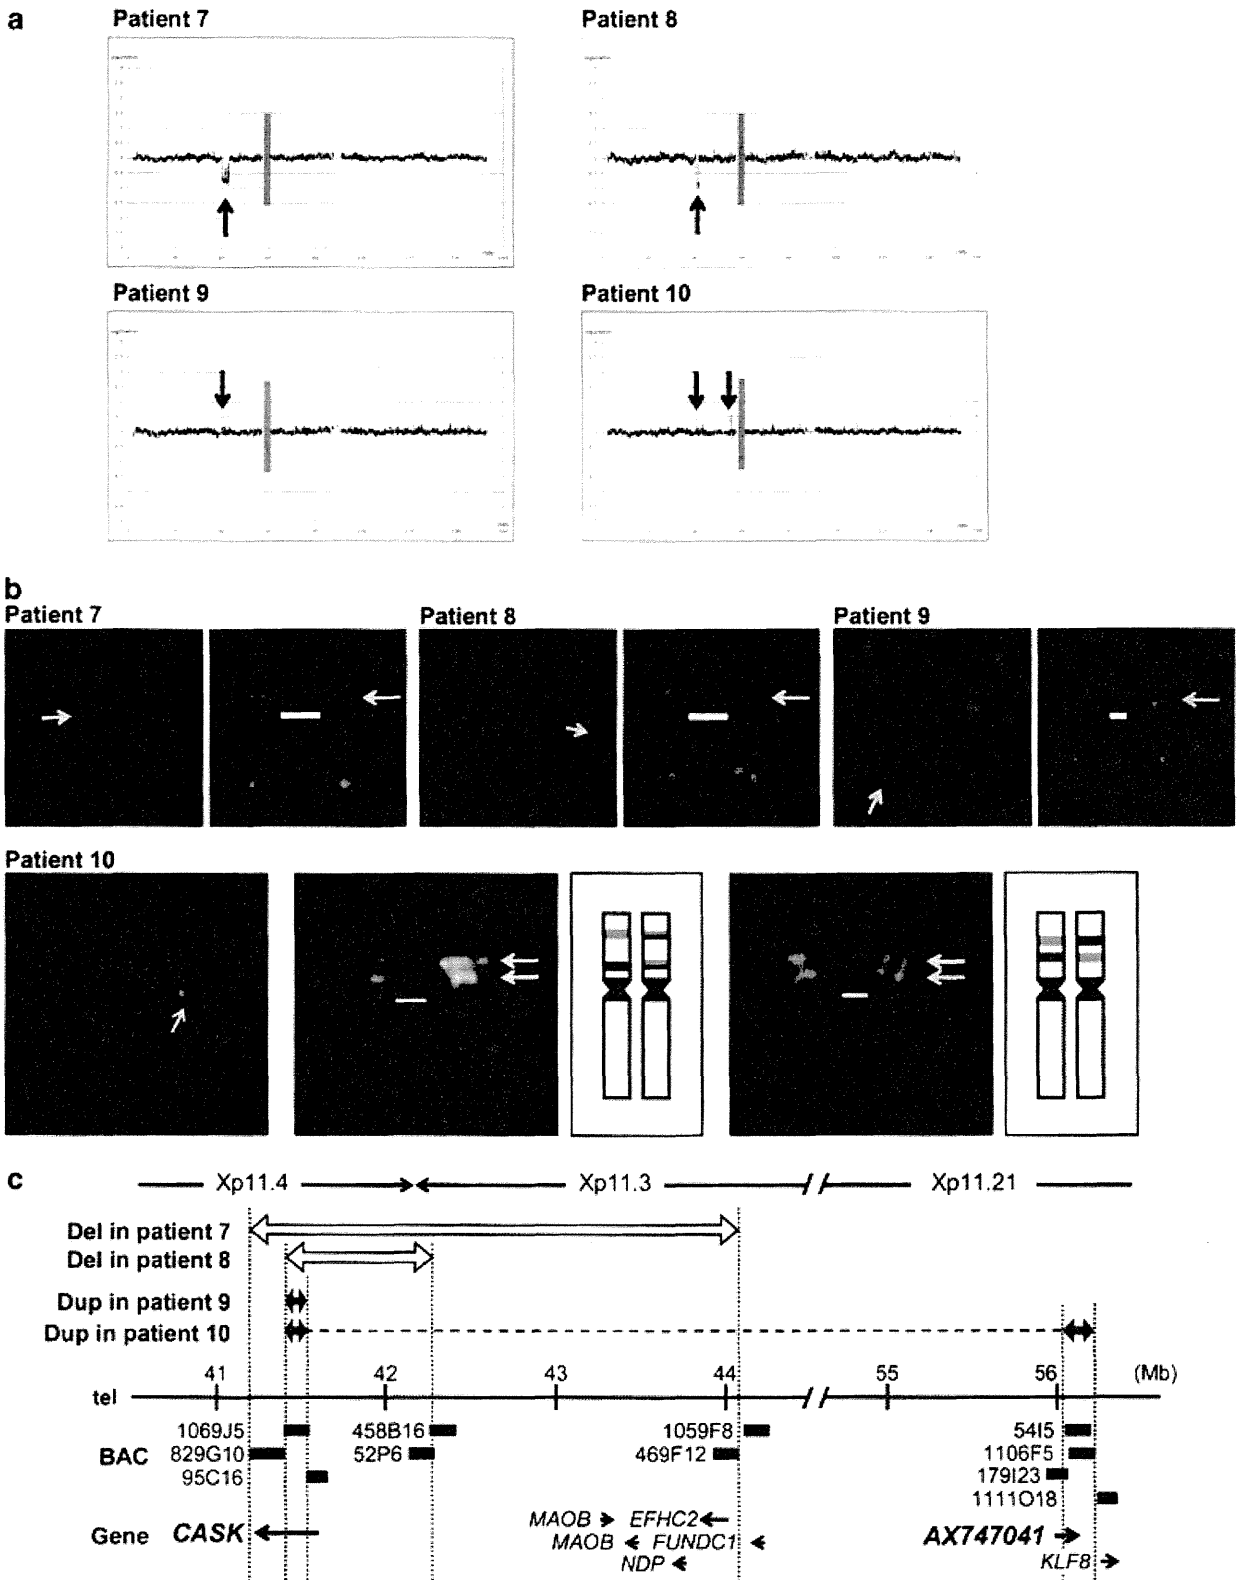 a
Patient 7
Patient 8
Patient 9
Patient 10
b
Patient 7
Patient 8
Patient 9
Patient 10
c
Xp11.4
Xp11.3
Xp11.21
Del in patient 7
Del in patient 8
Dup in patient 9
Dup in patient 10
41
42
43
44
55
56
(Mb)
tel
1069J5
458B16
1059F8
54I5
BAC
829G10
52P6
469F12
1106F5
95C16
179I23
1111O18
Gene
CASK
MAOB
EFHC2
AX747041
MAOB
FUNDC1
NDP
KLF8